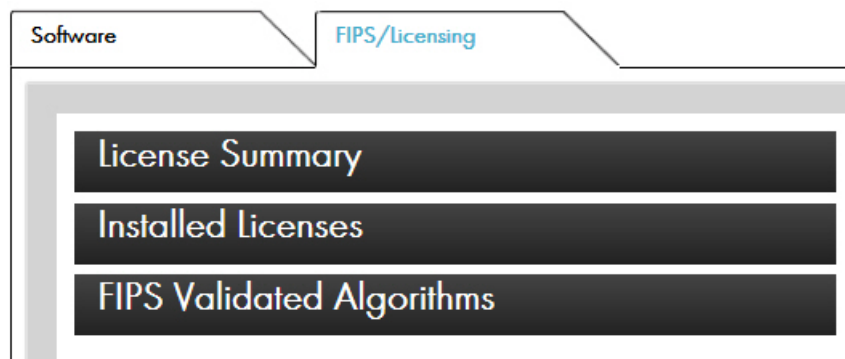 Software
FIPS/Licensing
License Summary
Installed Licenses
FIPS Validated Algorithms